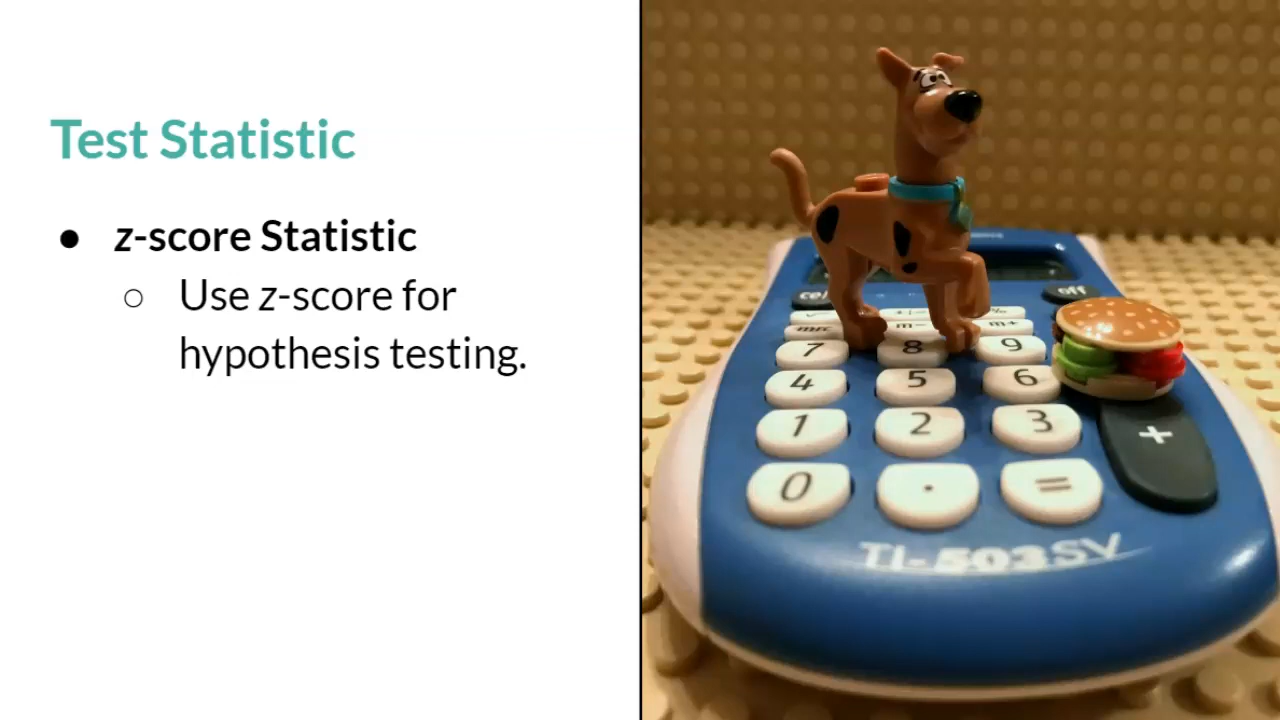 Test Statistic
● z-score Statistic
○ Use z-score for
hypothesis testing.
off
7 8 9
m- m+
4 5 6
1 2 3 +
0 . =
TI-503SV